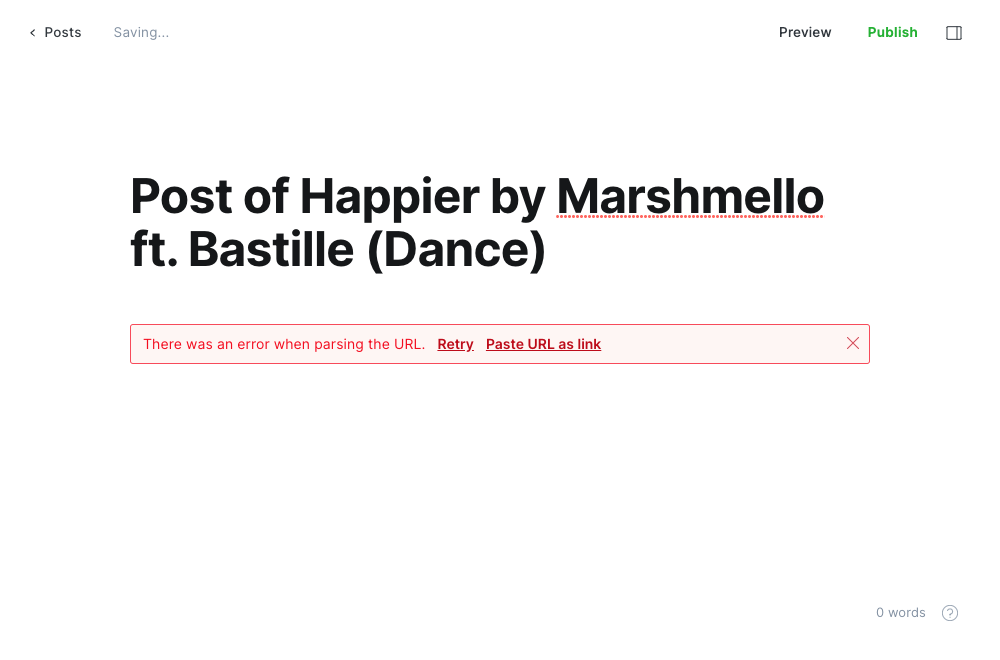 Posts Saving... Preview Publish
Post of Happier by Marshmello
ft. Bastille (Dance)
There was an error when parsing the URL. Retry Paste URL as link
0 words